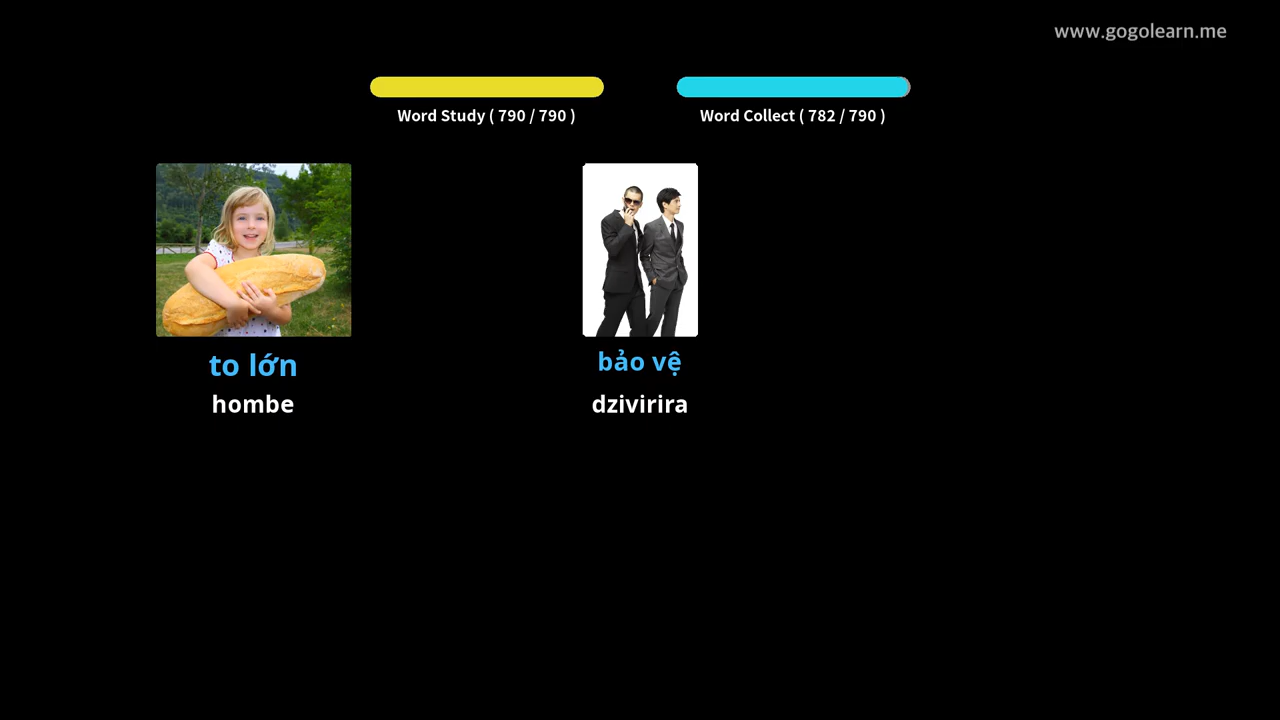 www.gogolearn.me
Word Study ( 790 / 790 )
Word Collect ( 782 / 790 )
to lớn
hombe
bảo vệ
dzivirira